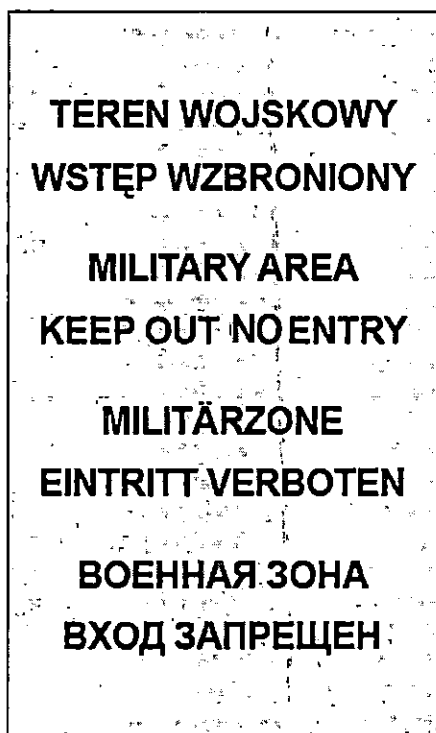 TEREN WOJSKOWY
WSTĘP WZBRONIONY
MILITARY AREA
KEEP OUT NO ENTRY
MILITÄRZONE
EINTRITT VERBOTEN
ВОЕННАЯ ЗОНА
ВХОД ЗАПРЕЩЕН